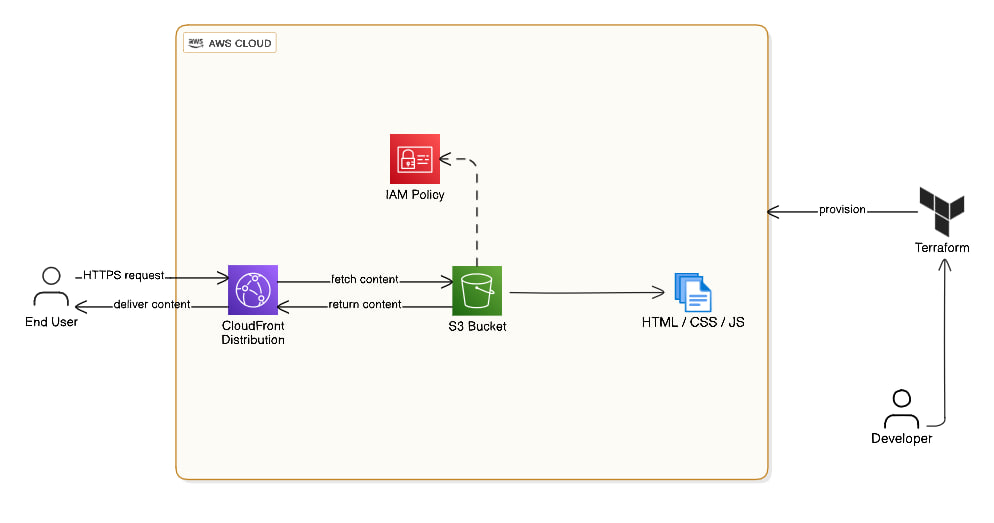 aws AWS CLOUD
IAM Policy
provision
Terraform
HTTPS request
fetch content
deliver content
return content
End User
CloudFront
Distribution
S3 Bucket
HTML / CSS / JS
Developer